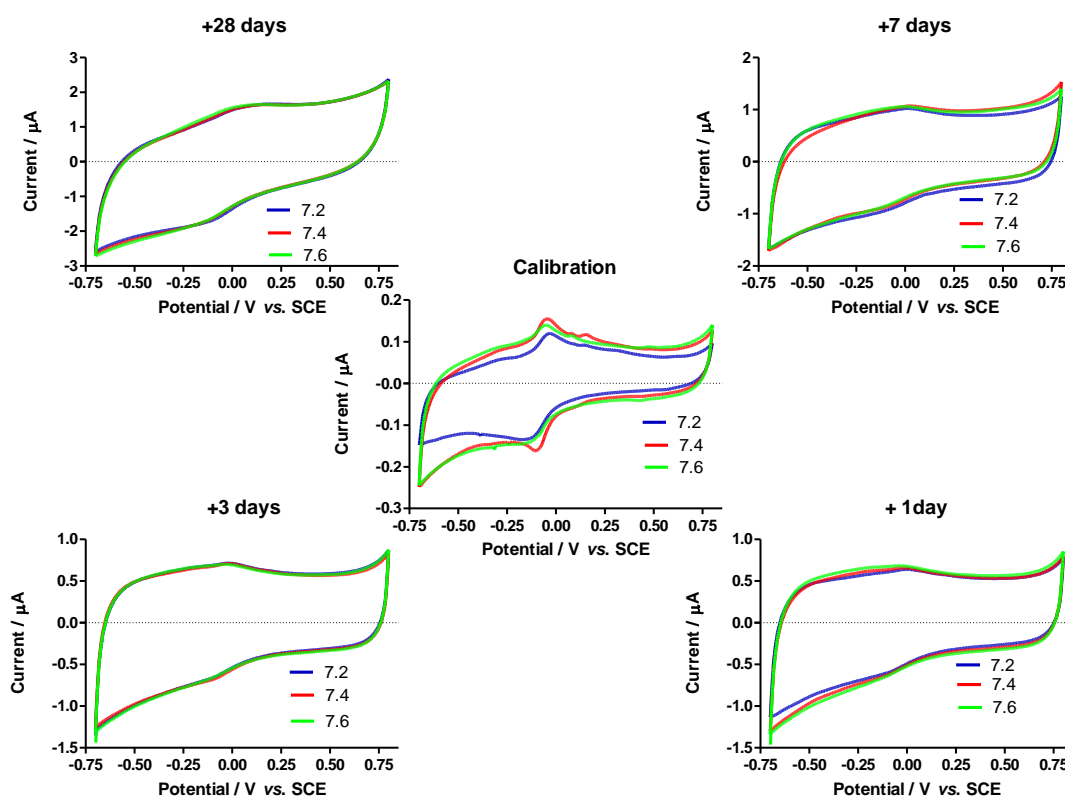 +28 days
3
2
1
0
-1
-2
-3
Current / µA
-0.75 -0.50 -0.25 0.00 0.25 0.50 0.75
Potential / V vs. SCE
7.2
7.4
7.6
+7 days
2
1
0
-1
-2
Current / µA
-0.75 -0.50 -0.25 0.00 0.25 0.50 0.75
Potential / V vs. SCE
7.2
7.4
7.6
Calibration
0.2
0.1
-0.0
-0.1
-0.2
-0.3
Current / µA
-0.75 -0.50 -0.25 0.00 0.25 0.50 0.75
Potential / V vs. SCE
7.2
7.4
7.6
+3 days
1.0
0.5
0.0
-0.5
-1.0
-1.5
Current / µA
-0.75 -0.50 -0.25 0.00 0.25 0.50 0.75
Potential / V vs. SCE
7.2
7.4
7.6
+ 1day
1.0
0.5
0.0
-0.5
-1.0
-1.5
Current / µA
-0.75 -0.50 -0.25 0.00 0.25 0.50 0.75
Potential / V vs. SCE
7.2
7.4
7.6